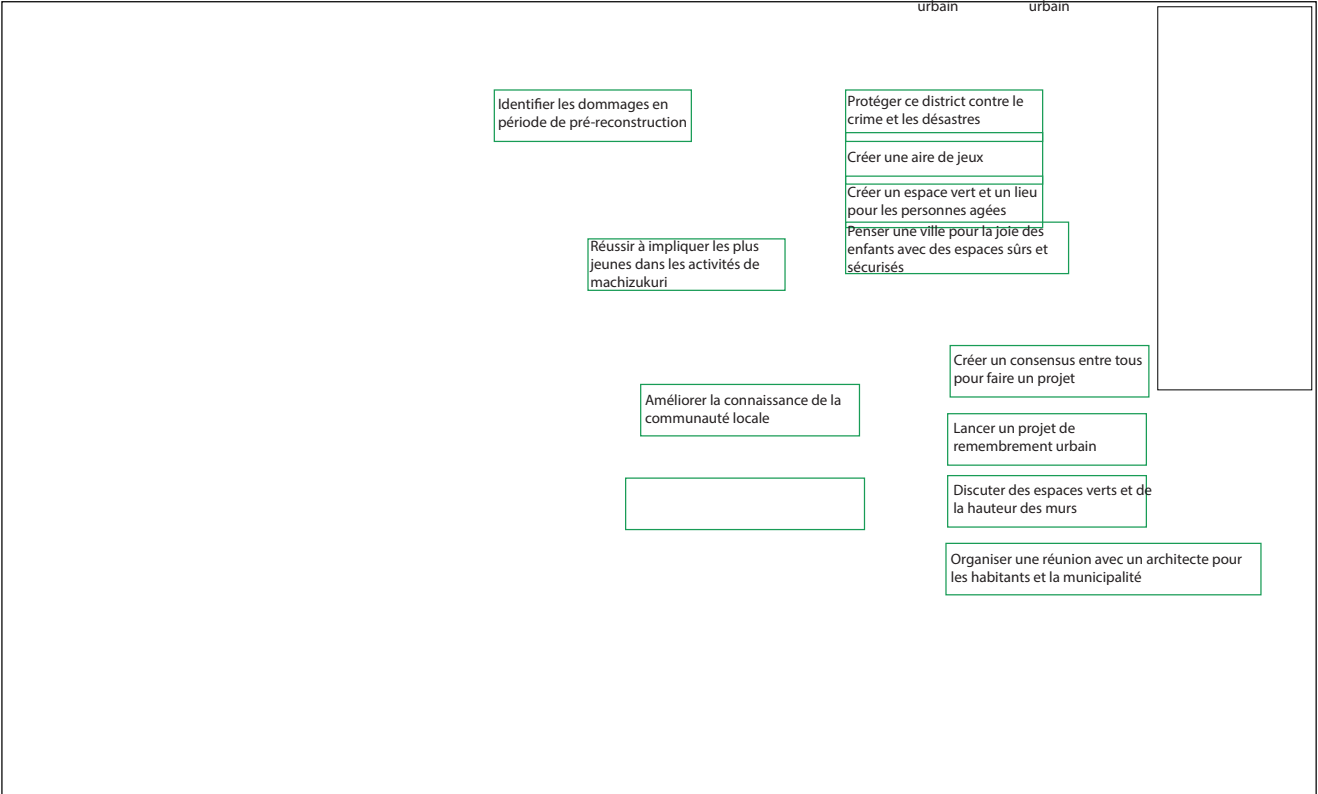 urbain urbain
Identifier les dommages en
période de pré-reconstruction
Protéger ce district contre le
crime et les désastres
Créer une aire de jeux
Créer un espace vert et un lieu
pour les personnes agées
Penser une ville pour la joie des
enfants avec des espaces sûrs et
sécurisés
Réussir à impliquer les plus
jeunes dans les activités de
machizukuri
Créer un consensus entre tous
pour faire un projet
Améliorer la connaissance de la
communauté locale
Lancer un projet de
remembrement urbain
Discuter des espaces verts et de
la hauteur des murs
Organiser une réunion avec un architecte pour
les habitants et la municipalité